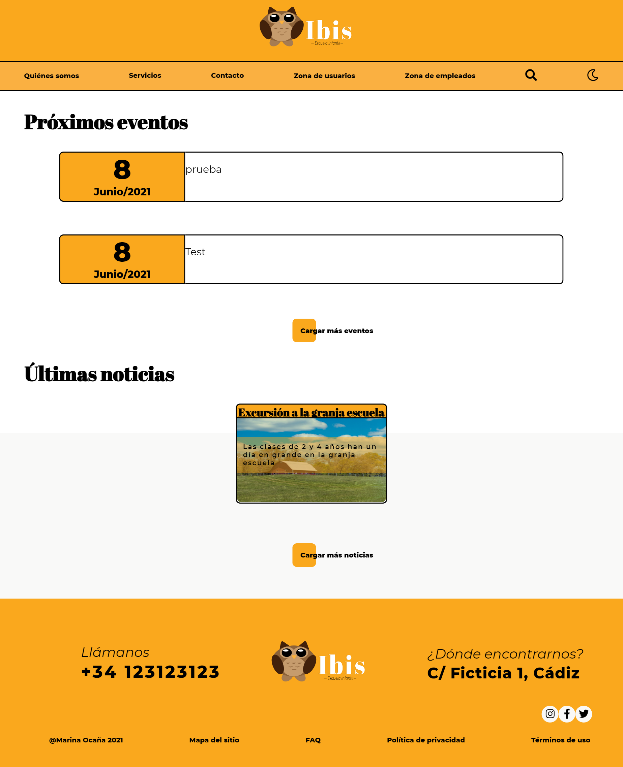 Ibis
Quiénes somos
Servicios
Contacto
Zona de usuarios
Zona de empleados
Próximos eventos
8
Junio/2021
prueba
8
Junio/2021
Test
Cargar más eventos
Últimas noticias
Excursión a la granja escuela
Las clases de 2 y 4 años han un
día en grande en la granja
escuela
Cargar más noticias
Llámanos
+34 123123123
Ibis
¿Dónde encontrarnos?
C/ Ficticia 1, Cádiz
@Marina Ocaña 2021
Mapa del sitio
FAQ
Política de privacidad
Términos de uso